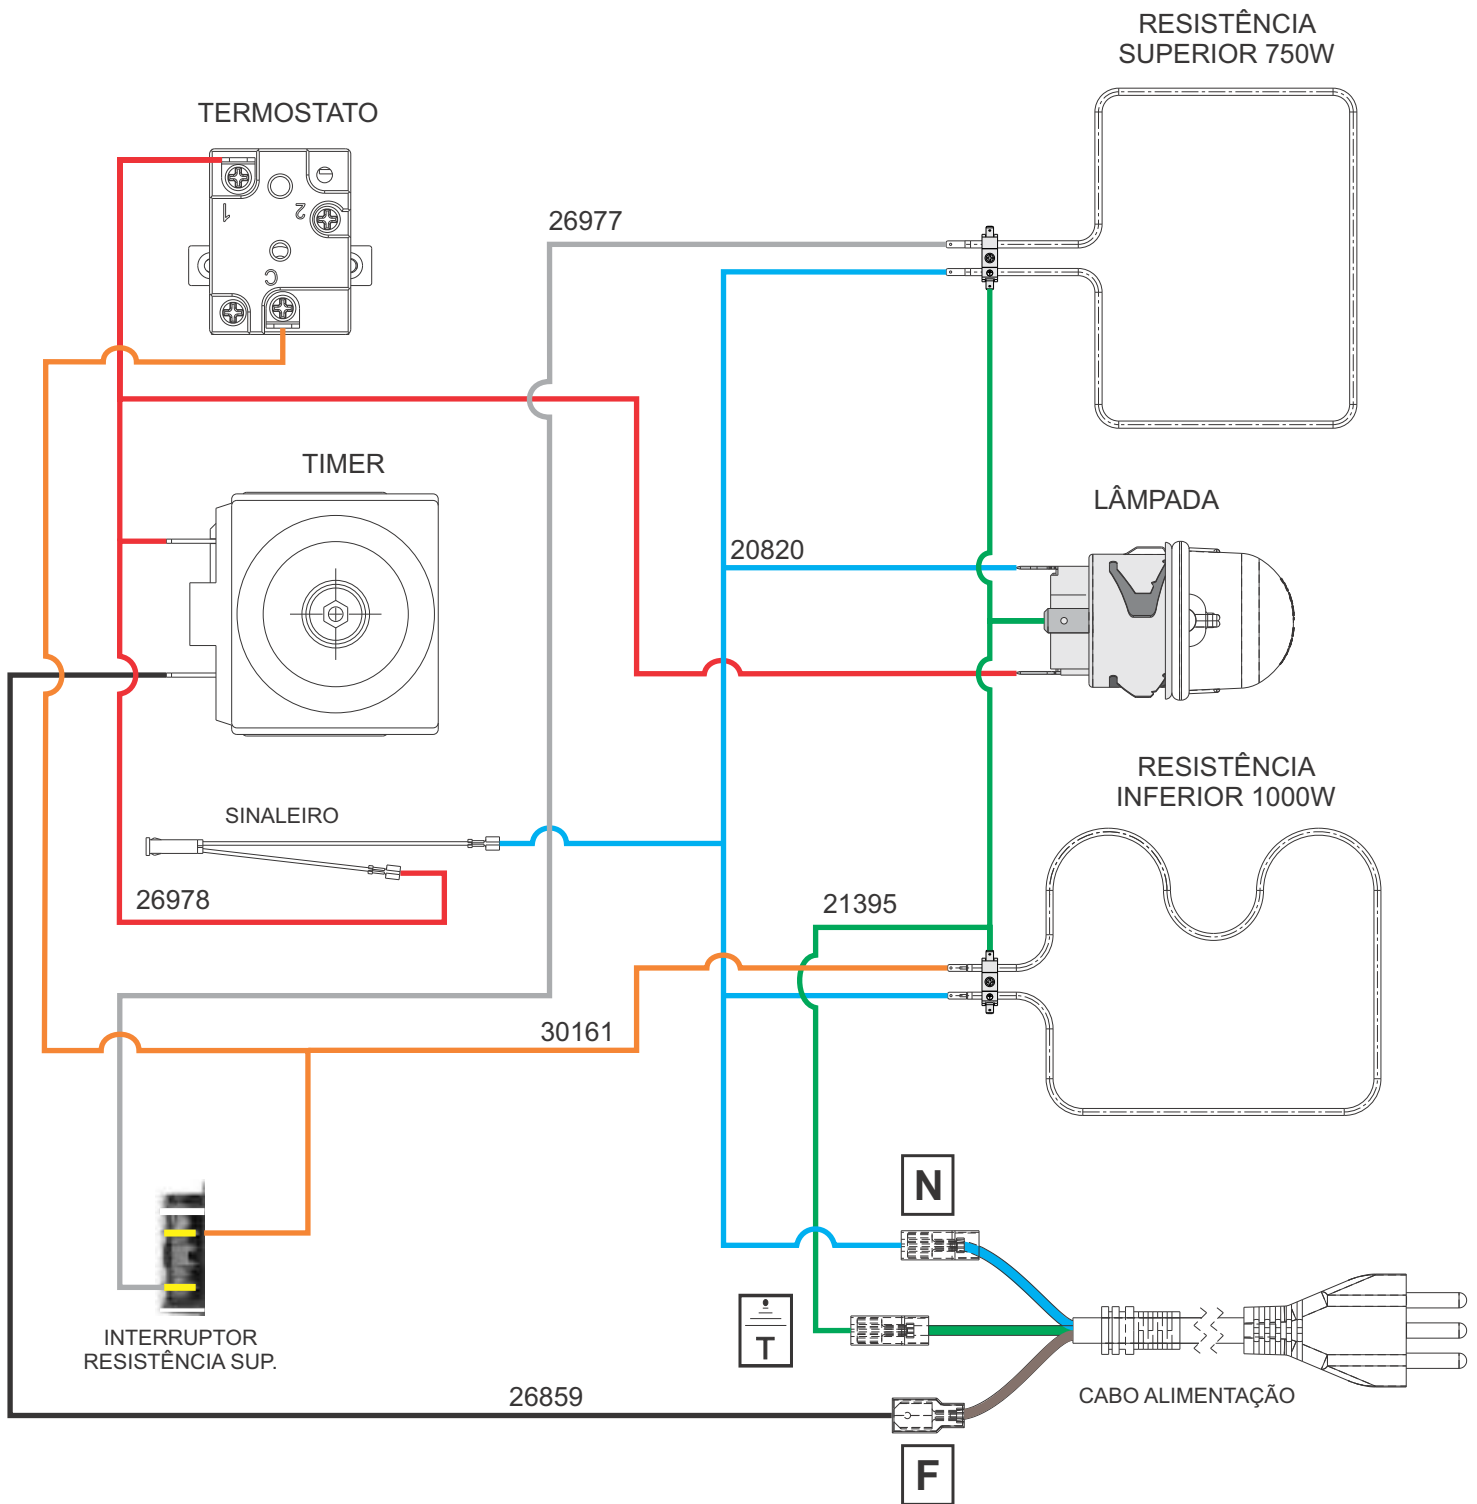 RESISTÊNCIA
SUPERIOR 750W
TERMOSTATO
1
2
C
26977
TIMER
LÂMPADA
20820
RESISTÊNCIA
INFERIOR 1000W
SINALEIRO
26978
21395
30161
N
T
INTERRUPTOR
RESISTÊNCIA SUP.
CABO ALIMENTAÇÃO
26859
F